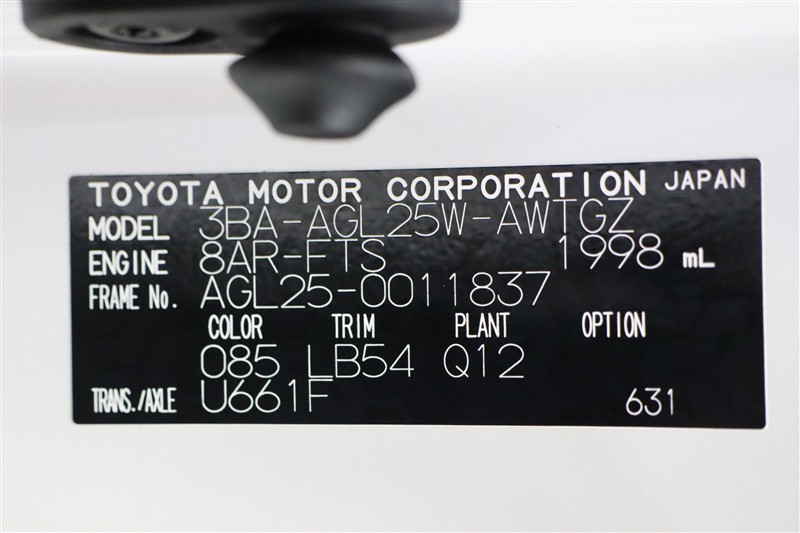 TOYOTA MOTOR CORPORATION JAPAN
MODEL 3BA-AGL25W-AWTGZ
ENGINE 8AR-FTS 1998 mL
FRAME No. AGL25-0011837
COLOR TRIM PLANT OPTION
085 LB54 Q12
TRANS./AXLE U661F 631